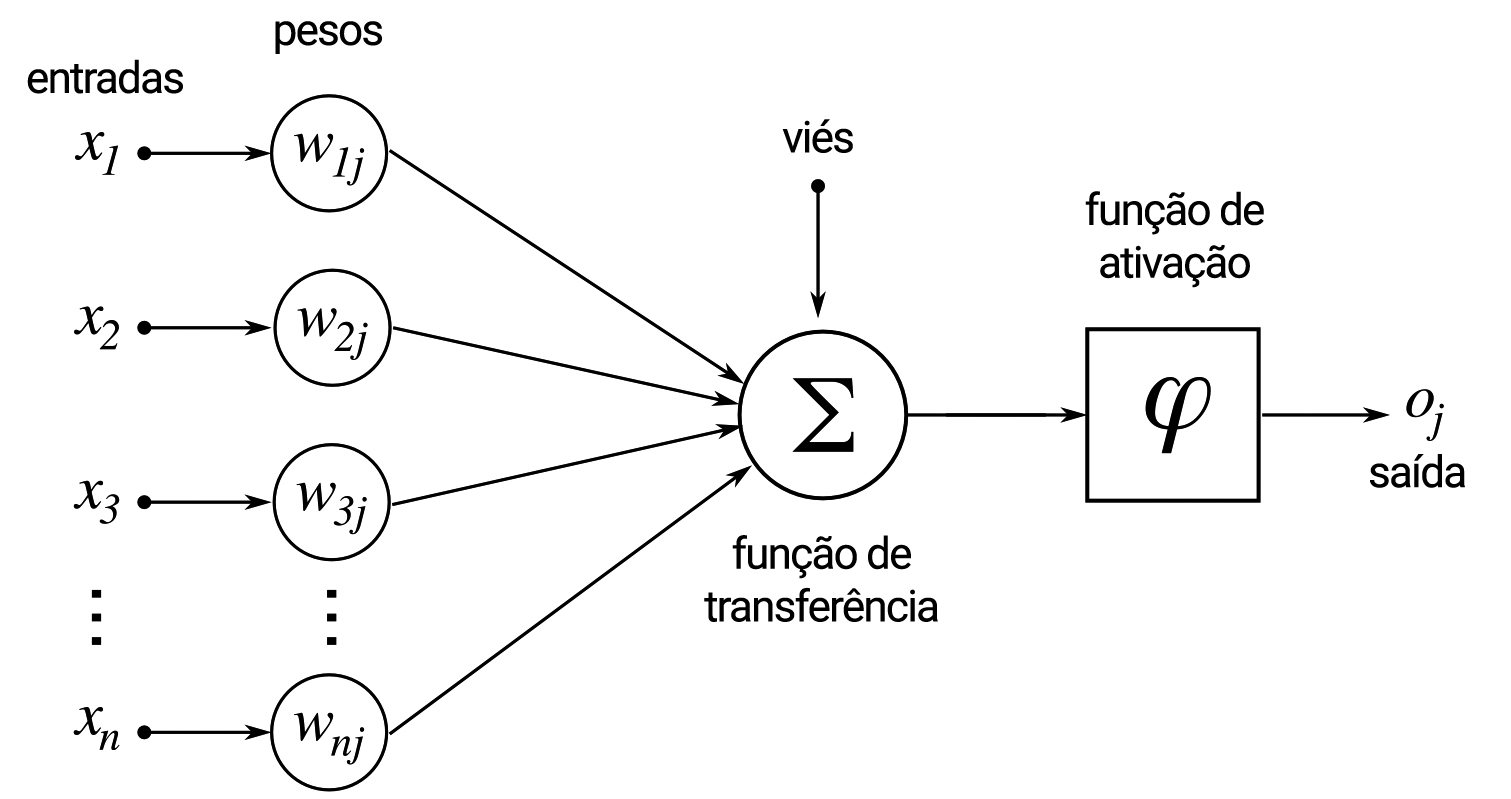 pesos
entradas
x1
w1j
x2
w2j
x3
w3j
xn
wnj
viés
Σ
função de
transferência
função de
ativação
φ
oj
saída